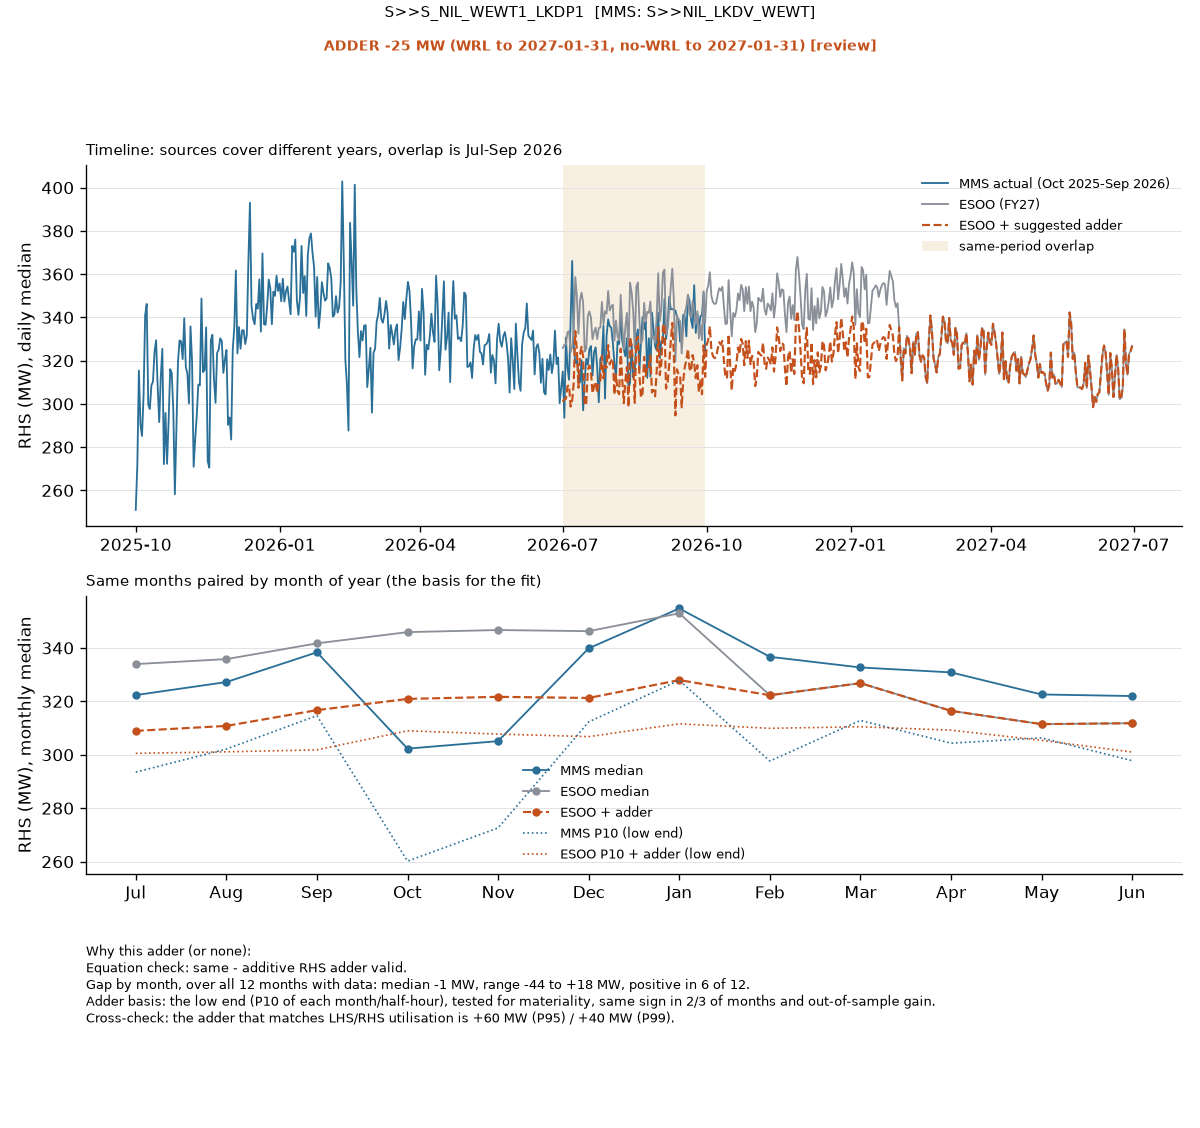 S>>S_NIL_WEWT1_LKDP1  [MMS: S>>NIL_LKDV_WEWT]
ADDER -25 MW (WRL to 2027-01-31, no-WRL to 2027-01-31) [review]
Timeline: sources cover different years, overlap is Jul-Sep 2026
RHS (MW), daily median
400
380
360
340
320
300
280
260
MMS actual (Oct 2025-Sep 2026)
ESOO (FY27)
ESOO + suggested adder
same-period overlap
2025-10
2026-01
2026-04
2026-07
2026-10
2027-01
2027-04
2027-07
Same months paired by month of year (the basis for the fit)
RHS (MW), monthly median
340
320
300
280
260
MMS median
ESOO median
ESOO + adder
MMS P10 (low end)
ESOO P10 + adder (low end)
Jul
Aug
Sep
Oct
Nov
Dec
Jan
Feb
Mar
Apr
May
Jun
Why this adder (or none):
Equation check: same - additive RHS adder valid.
Gap by month, over all 12 months with data: median -1 MW, range -44 to +18 MW, positive in 6 of 12.
Adder basis: the low end (P10 of each month/half-hour), tested for materiality, same sign in 2/3 of months and out-of-sample gain.
Cross-check: the adder that matches LHS/RHS utilisation is +60 MW (P95) / +40 MW (P99).